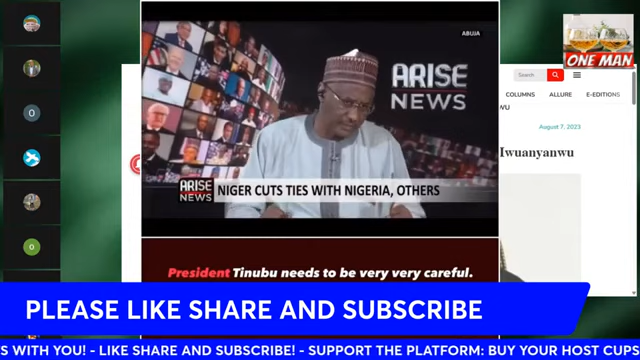 ABUJA
ARISE
NEWS
ARISE
NEWS
NIGER CUTS TIES WITH NIGERIA, OTHERS
President Tinubu needs to be very very careful.
ONE MAN
Search
COLUMNS ALLURE E-EDITIONS
WU
August 7, 2023
Iwuanyanwu
O
O
PLEASE LIKE SHARE AND SUBSCRIBE
S WITH YOU! - LIKE SHARE AND SUBSCRIBE! - SUPPORT THE PLATFORM: BUY YOUR HOST CUPS